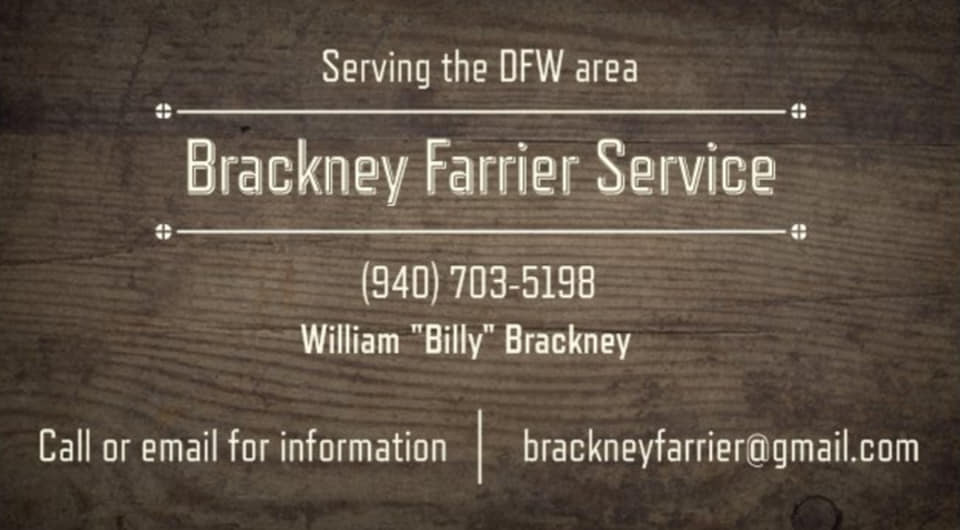 Serving the DFW area
Brackney Farrier Service
(940) 703-5198
William "Billy" Brackney
Call or email for information
brackneyfarrier@gmail.com